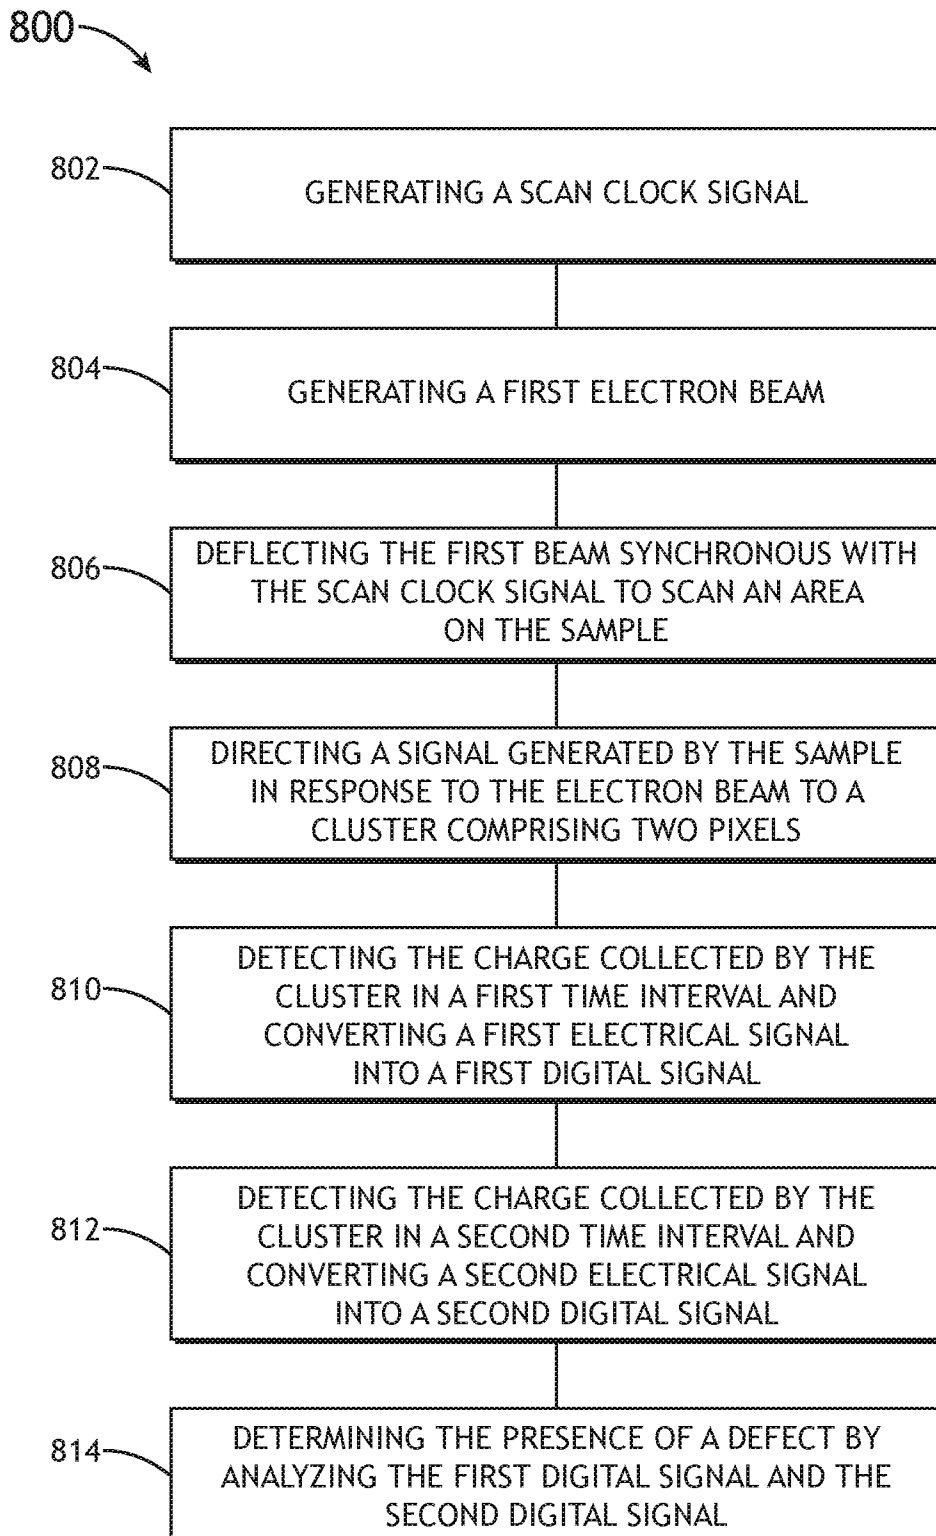 800
802
GENERATING A SCAN CLOCK SIGNAL
804
GENERATING A FIRST ELECTRON BEAM
806
DEFLECTING THE FIRST BEAM SYNCHRONOUS WITH
THE SCAN CLOCK SIGNAL TO SCAN AN AREA
ON THE SAMPLE
808
DIRECTING A SIGNAL GENERATED BY THE SAMPLE
IN RESPONSE TO THE ELECTRON BEAM TO A
CLUSTER COMPRISING TWO PIXELS
810
DETECTING THE CHARGE COLLECTED BY THE
CLUSTER IN A FIRST TIME INTERVAL AND
CONVERTING A FIRST ELECTRICAL SIGNAL
INTO A FIRST DIGITAL SIGNAL
812
DETECTING THE CHARGE COLLECTED BY THE
CLUSTER IN A SECOND TIME INTERVAL AND
CONVERTING A SECOND ELECTRICAL SIGNAL
INTO A SECOND DIGITAL SIGNAL
814
DETERMINING THE PRESENCE OF A DEFECT BY
ANALYZING THE FIRST DIGITAL SIGNAL AND THE
SECOND DIGITAL SIGNAL